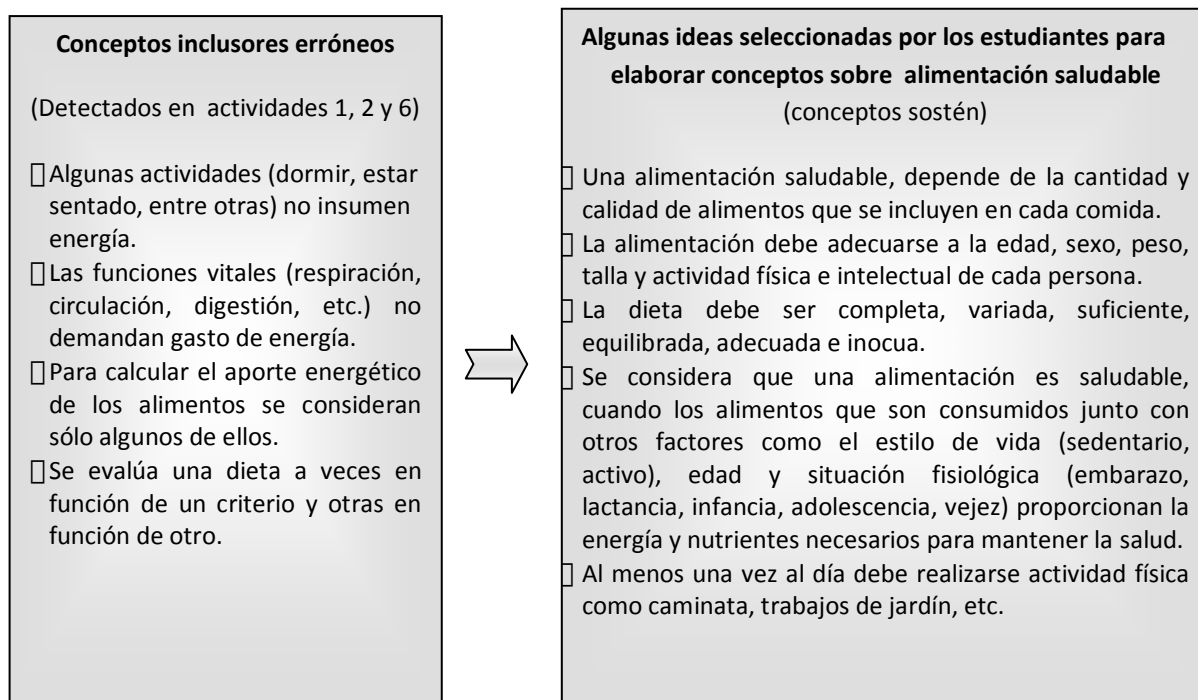 Conceptos inclusores erróneos
(Detectados en actividades 1, 2 y 6)
Algunas actividades (dormir, estar
sentado, entre otras) no insumen
energía.
Las funciones vitales (respiración,
circulación, digestión, etc.) no
demandan gasto de energía.
Para calcular el aporte energético
de los alimentos se consideran
sólo algunos de ellos.
Se evalúa una dieta a veces en
función de un criterio y otras en
función de otro.
Algunas ideas seleccionadas por los estudiantes para
elaborar conceptos sobre alimentación saludable
(conceptos sostén)
Una alimentación saludable, depende de la cantidad y
calidad de alimentos que se incluyen en cada comida.
La alimentación debe adecuarse a la edad, sexo, peso,
talla y actividad física e intelectual de cada persona.
La dieta debe ser completa, variada, suficiente,
equilibrada, adecuada e inocua.
Se considera que una alimentación es saludable,
cuando los alimentos que son consumidos junto con
otros factores como el estilo de vida (sedentario,
activo), edad y situación fisiológica (embarazo,
lactancia, infancia, adolescencia, vejez) proporcionan la
energía y nutrientes necesarios para mantener la salud.
Al menos una vez al día debe realizarse actividad física
como caminata, trabajos de jardín, etc.